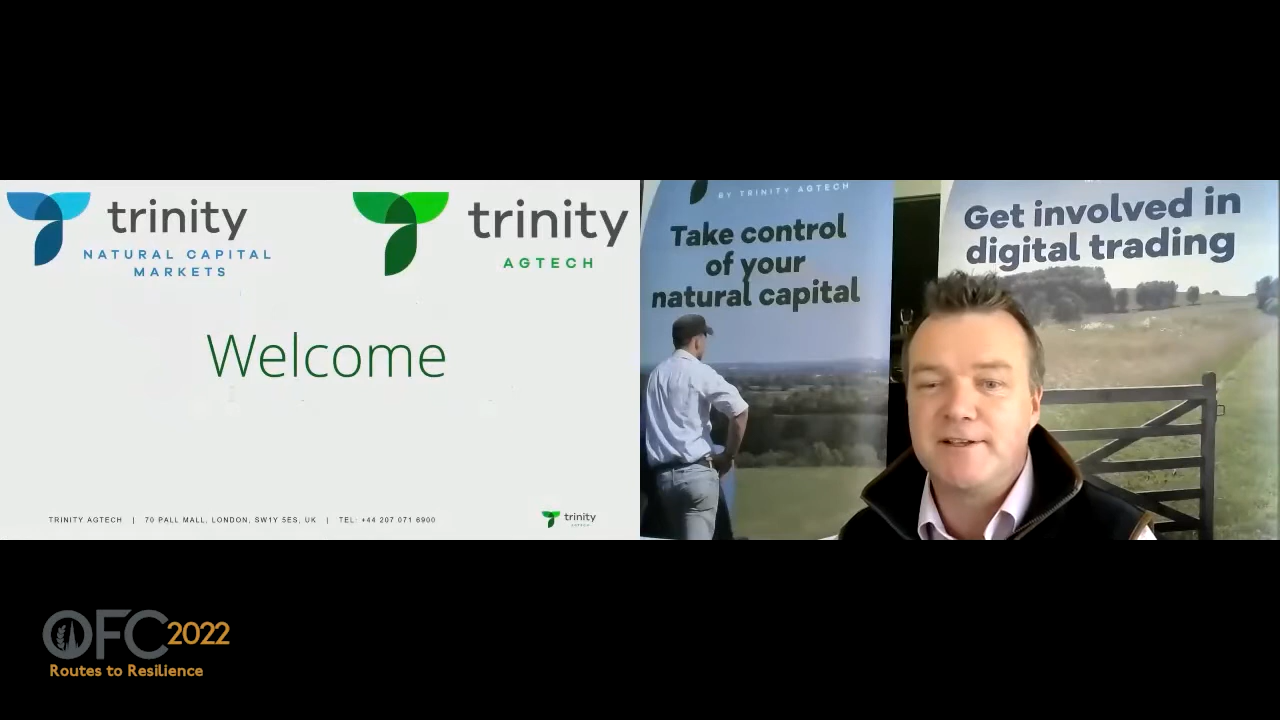 trinity
NATURAL CAPITAL
MARKETS
trinity
AGTECH
Welcome
TRINITY AGTECH | 70 PALL MALL, LONDON, SW1Y 5ES, UK | TEL: +44 207 071 6900
trinity
AGTECH
BY TRINITY AGTECH
Take control
of your
natural capital
Get involved in
digital trading
OFC2022
Routes to Resilience